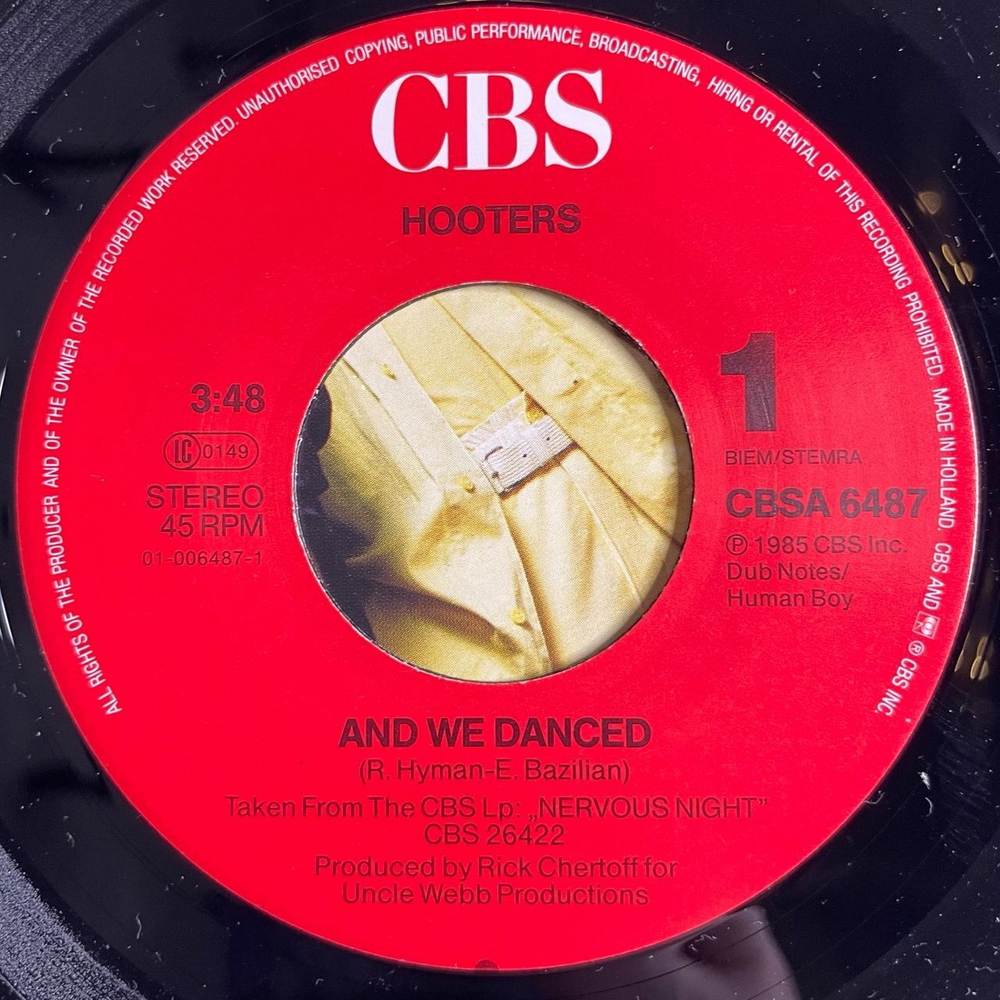 ALL RIGHTS OF THE PRODUCER AND OF THE OWNER OF THE RECORDED WORK RESERVED. UNAUTHORISED COPYING, PUBLIC PERFORMANCE, BROADCASTING, HIRING OR RENTAL OF THIS RECORDING PROHIBITED. MADE IN HOLLAND. CBS AND ® CBS INC.
CBS
HOOTERS
3:48
LC 0149
STEREO
45 RPM
01-006487-1
1
BIEM/STEMRA
CBSA 6487
℗ 1985 CBS Inc.
Dub Notes/
Human Boy
AND WE DANCED
(R. Hyman-E. Bazilian)
Taken From The CBS Lp: „NERVOUS NIGHT”
CBS 26422
Produced by Rick Chertoff for
Uncle Webb Productions